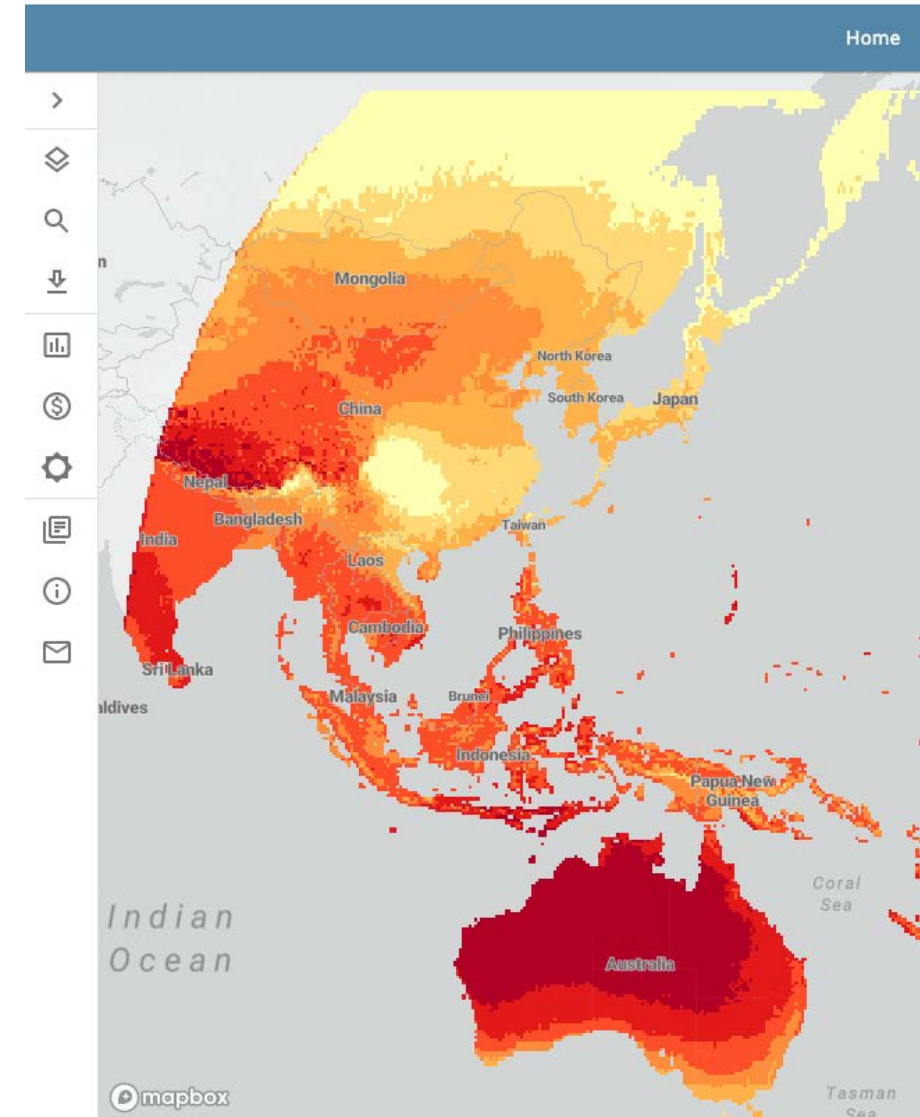 Home
n
Mongolia
North Korea
South Korea
Japan
China
Nepal
Bangladesh
Taiwan
India
Laos
Cambodia
Philippines
Sri Lanka
Malaysia
Brunei
aldives
Indonesia
Papua New
Guinea
Coral
Sea
Indian
Ocean
Australia
mapbox
Tasman
Sea